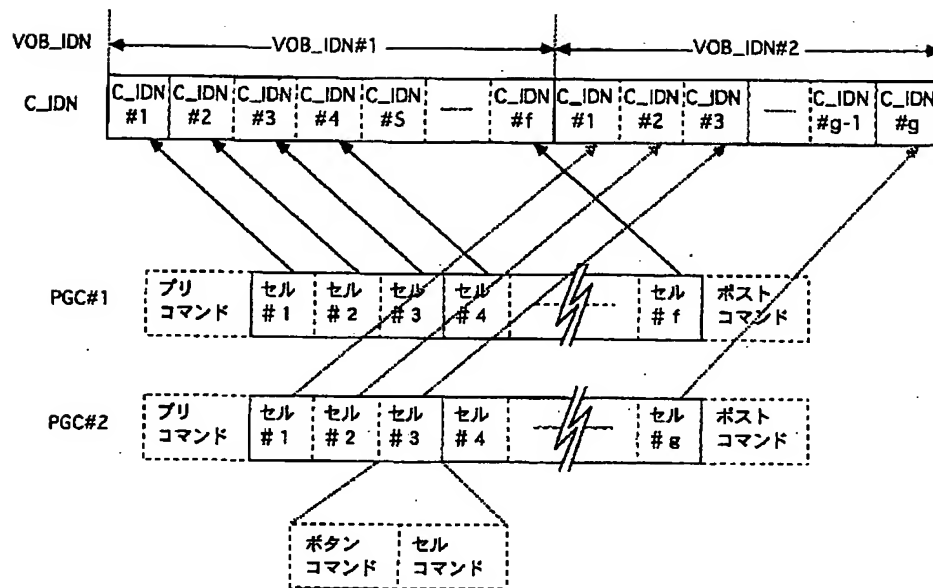 VOB_IDN VOB_IDN#1 VOB_IDN#2
C_IDN C_IDN C_IDN C_IDN C_IDN C_IDN C_IDN C_IDN C_IDN C_IDN C_IDN C_IDN
#1 #2 #3 #4 #S #f #1 #2 #3 #g-1 #g
PGC#1 プリ セル セル セル セル セル ポスト
コマンド #1 #2 #3 #4 #f コマンド
PGC#2 プリ セル セル セル セル セル ポスト
コマンド #1 #2 #3 #4 #g コマンド
ボタン セル
コマンド コマンド